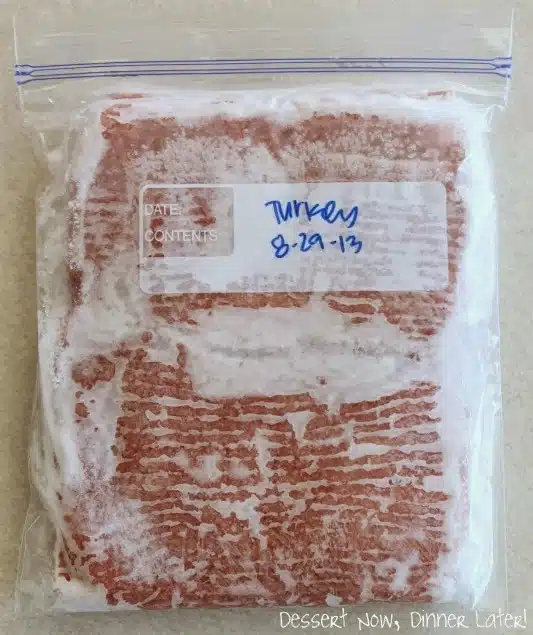 DATE:
CONTENTS
Turkey
8-29-13
Dessert Now, Dinner Later!